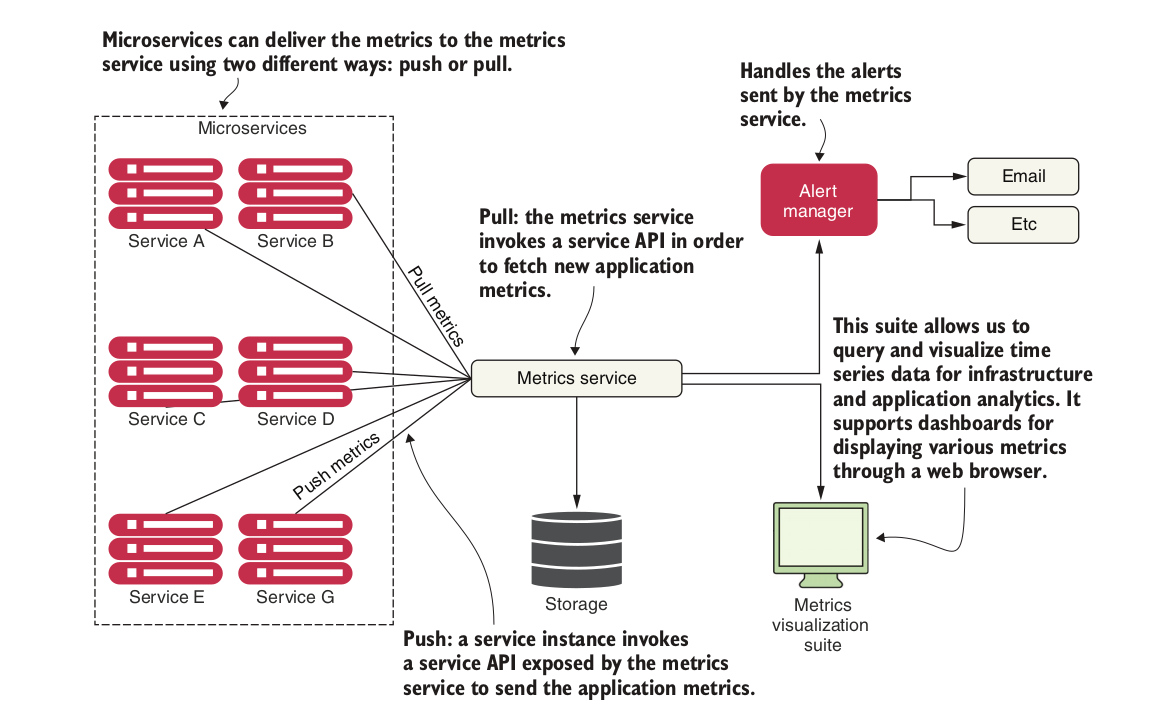 Microservices can deliver the metrics to the metrics
service using two different ways: push or pull.
Handles the alerts
sent by the metrics
service.
Microservices
Service A
Service B
Pull metrics
Pull: the metrics service
invokes a service API in order
to fetch new application
metrics.
Alert
manager
Email
Etc
This suite allows us to
query and visualize time
series data for infrastructure
and application analytics. It
supports dashboards for
displaying various metrics
through a web browser.
Service C
Service D
Metrics service
Push metrics
Service E
Service G
Storage
Metrics
visualization
suite
Push: a service instance invokes
a service API exposed by the metrics
service to send the application metrics.